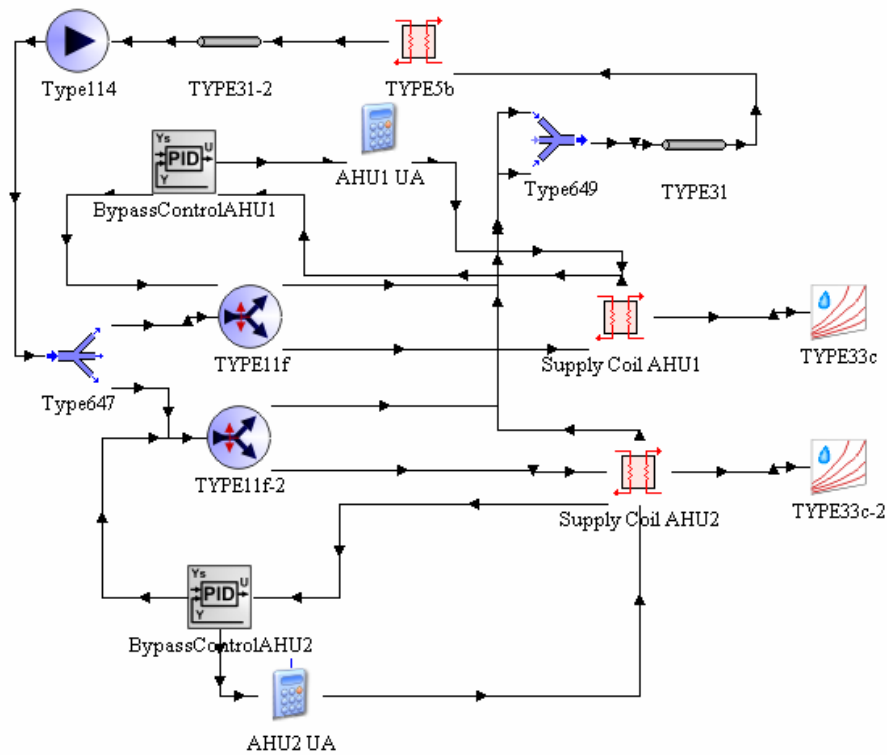 Type114
TYPE31-2
TYPE5b
Ys
U
PID
Y
AHU1 UA
BypassControlAHU1
Type649
TYPE31
TYPE11f
Supply Coil AHU1
TYPE33c
Type647
TYPE11f-2
Supply Coil AHU2
TYPE33c-2
Ys
U
PID
Y
BypassControlAHU2
AHU2 UA